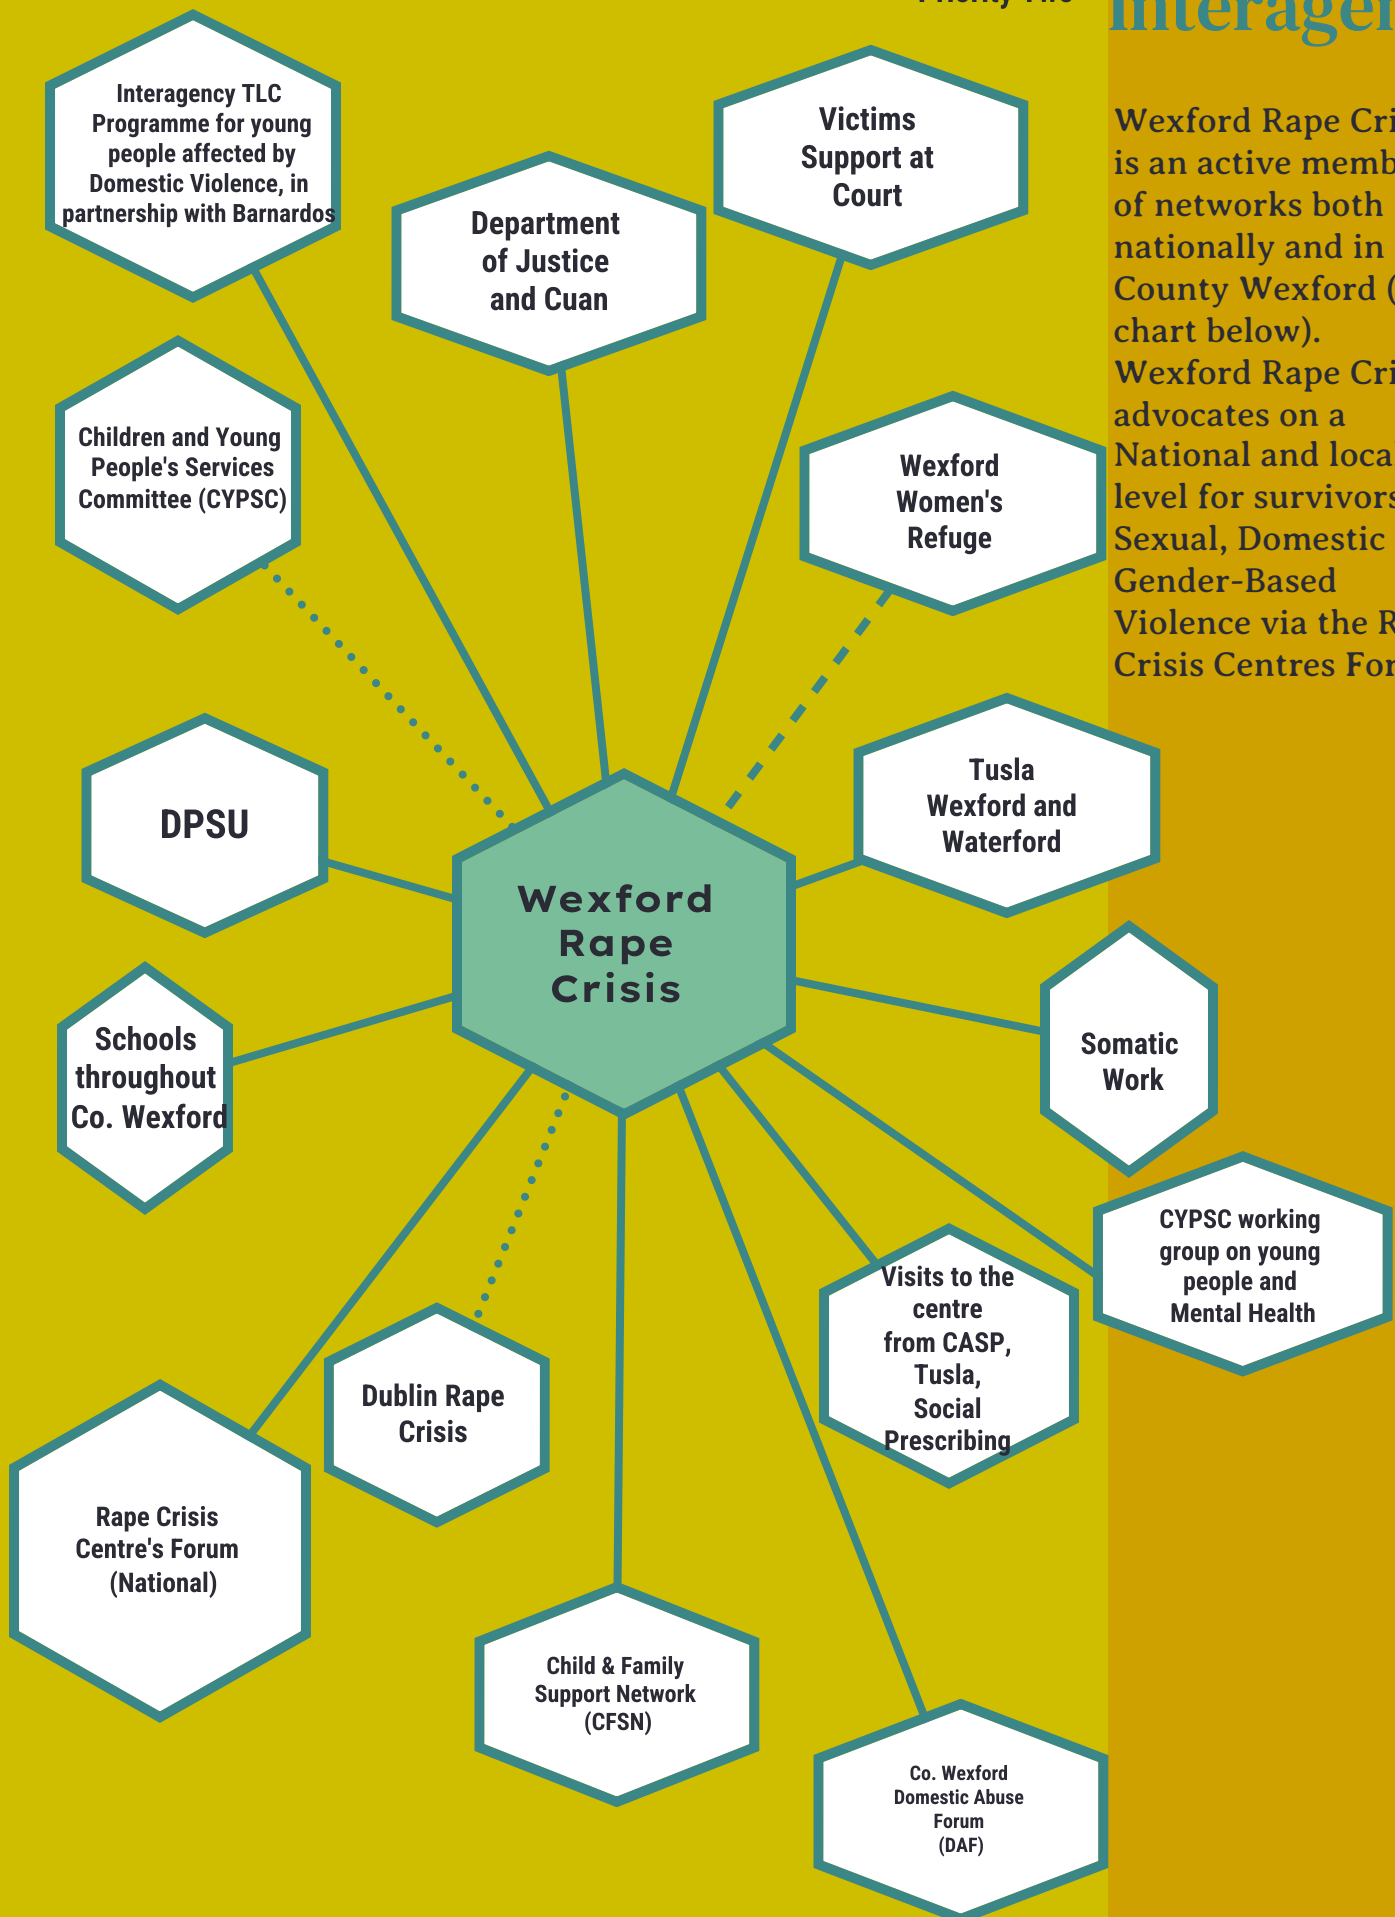 Interagency TLC
Programme for young
people affected by
Domestic Violence, in
partnership with Barnardos
Department
of Justice
and Cuan
Victims
Support at
Court
Children and Young
People's Services
Committee (CYPSC)
Wexford
Women's
Refuge
DPSU
Tusla
Wexford and
Waterford
Wexford
Rape
Crisis
Schools
throughout
Co. Wexford
Somatic
Work
CYPSC working
group on young
people and
Mental Health
Visits to the
centre
from CASP,
Tusla,
Social
Prescribing
Dublin Rape
Crisis
Rape Crisis
Centre's Forum
(National)
Child & Family
Support Network
(CFSN)
Co. Wexford
Domestic Abuse
Forum
(DAF)
Wexford Rape Cri
is an active memb
of networks both
nationally and in
County Wexford (
chart below).
Wexford Rape Cri
advocates on a
National and loca
level for survivors
Sexual, Domestic
Gender-Based
Violence via the R
Crisis Centres For